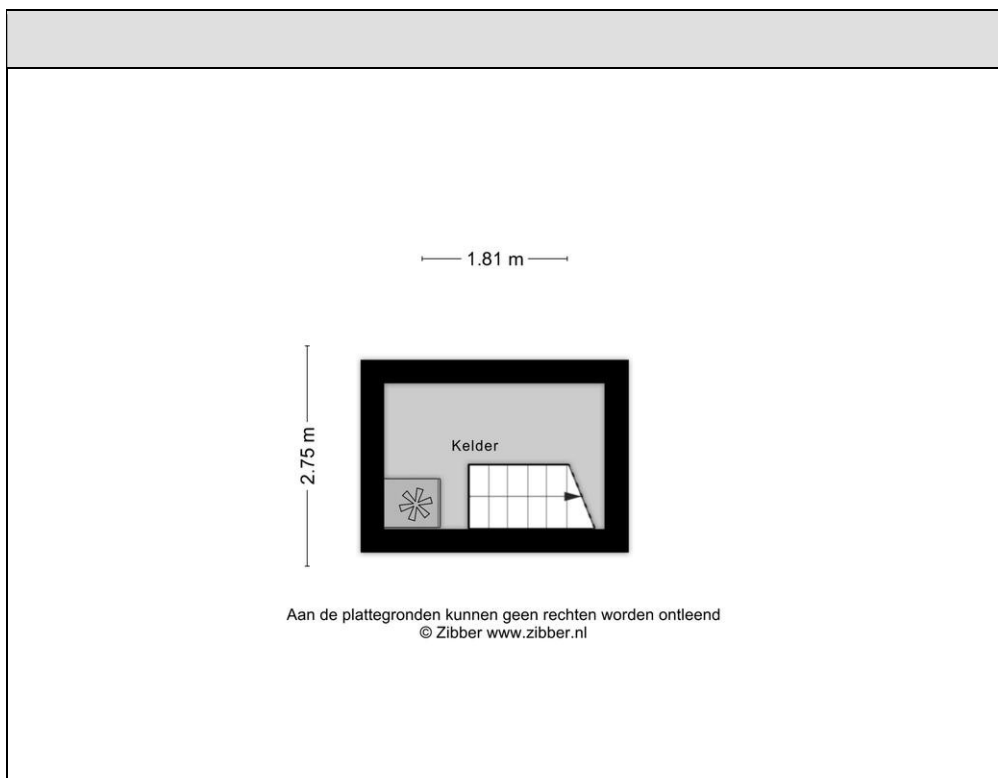 1.81 m
2.75 m
Kelder
Aan de plattegronden kunnen geen rechten worden ontleend
© Zibber www.zibber.nl